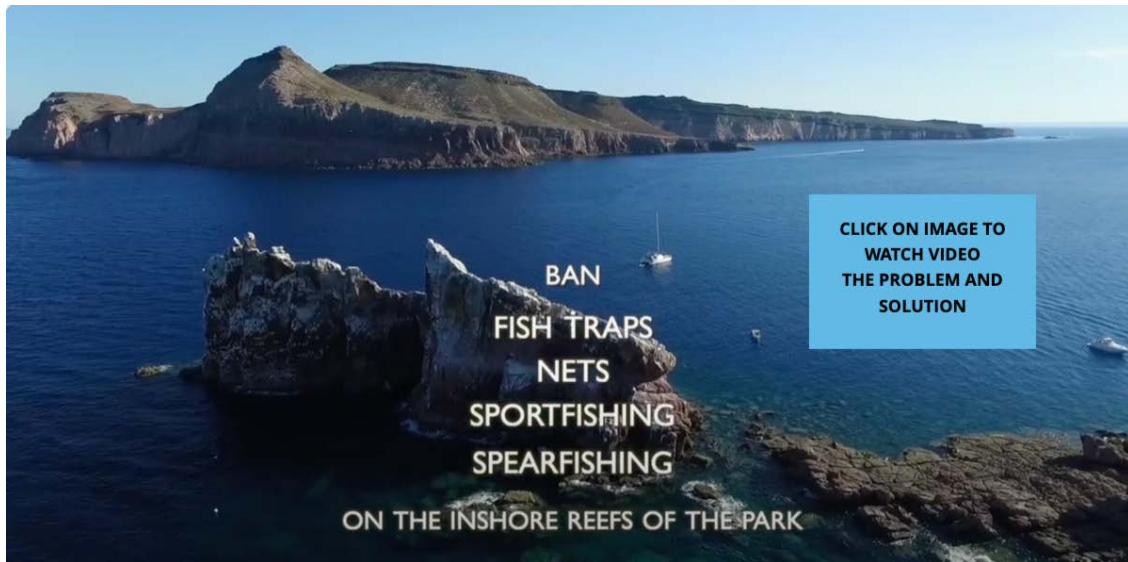 BAN
FISH TRAPS
NETS
SPORTFISHING
SPEARFISHING
ON THE INSHORE REEFS OF THE PARK
CLICK ON IMAGE TO
WATCH VIDEO
THE PROBLEM AND
SOLUTION